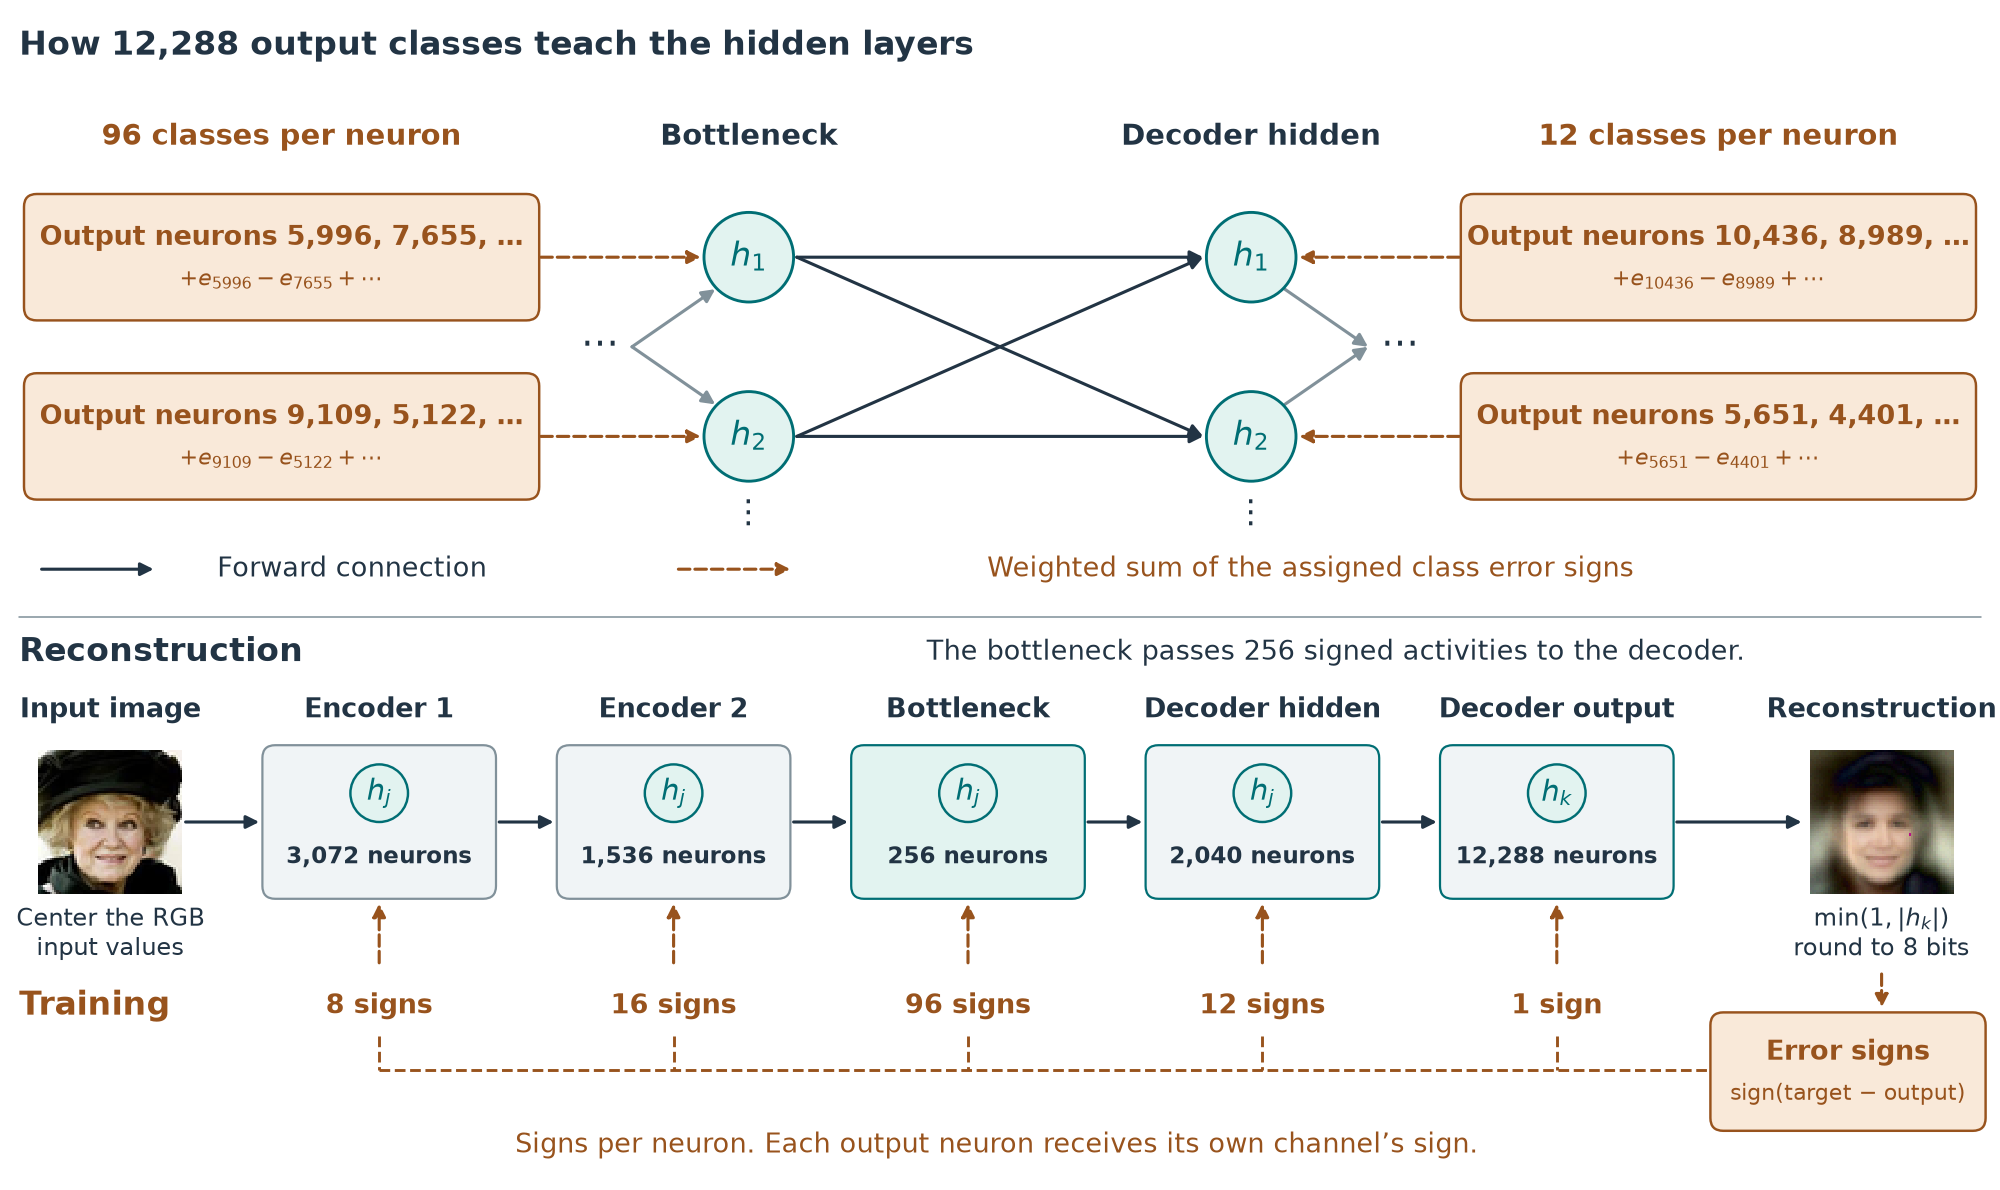 How 12,288 output classes teach the hidden layers
96 classes per neuron
Bottleneck
Decoder hidden
12 classes per neuron
Output neurons 5,996, 7,655, ...
+e5996 − e7655 + ⋯
h1
h1
Output neurons 10,436, 8,989, ...
+e10436 − e8989 + ⋯
...
...
Output neurons 9,109, 5,122, ...
+e9109 − e5122 + ⋯
h2
h2
Output neurons 5,651, 4,401, ...
+e5651 − e4401 + ⋯
⋮
⋮
Forward connection
Weighted sum of the assigned class error signs
Reconstruction
The bottleneck passes 256 signed activities to the decoder.
Input image
Encoder 1
Encoder 2
Bottleneck
Decoder hidden
Decoder output
Reconstruction
hj
3,072 neurons
hj
1,536 neurons
hj
256 neurons
hj
2,040 neurons
hk
12,288 neurons
Center the RGB
input values
min(1, |hk|)
round to 8 bits
Training
8 signs
16 signs
96 signs
12 signs
1 sign
Error signs
sign(target − output)
Signs per neuron. Each output neuron receives its own channel’s sign.